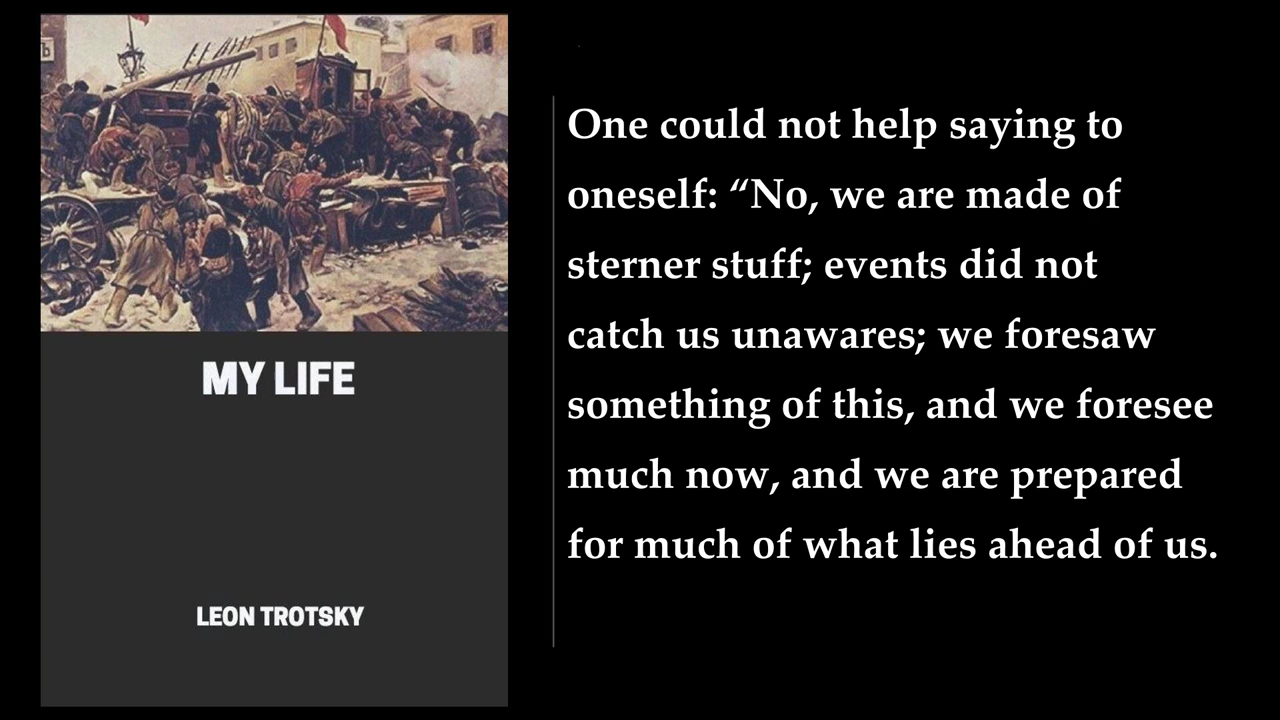 MY LIFE
LEON TROTSKY
One could not help saying to
oneself: “No, we are made of
sterner stuff; events did not
catch us unawares; we foresaw
something of this, and we foresee
much now, and we are prepared
for much of what lies ahead of us.